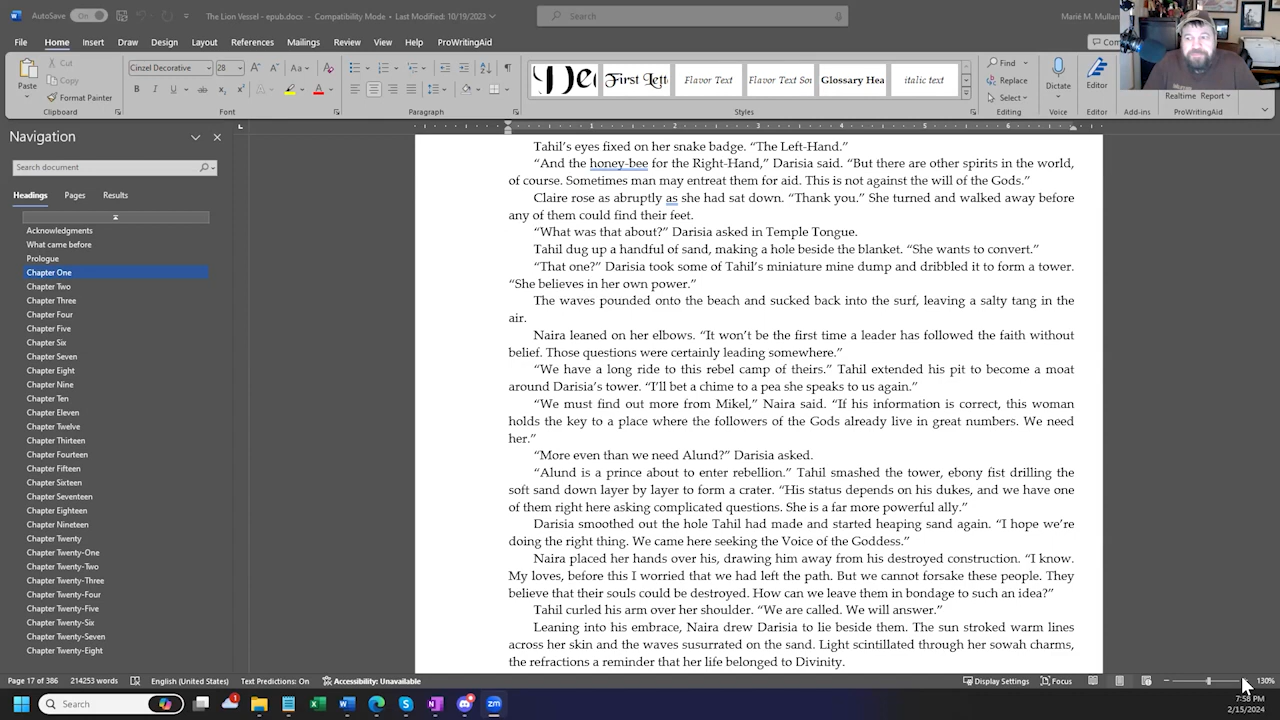 AutoSave On
The Lion Vessel - epub.docx - Compatibility Mode • Last Modified: 10/19/2023
Search
Marié M. Mullan
File Home Insert Draw Design Layout References Mailings Review View Help ProWritingAid
Com
Cut
Copy
Format Painter
Paste
Clipboard
Cinzel Decorative 28
Aa
B I U ab x
Font
Paragraph
First Lett Flavor Text Flavor Text Son Glossary Hea italic text
Styles
Find
Replace
Select
Editing
Dictate
Voice
Editor
Editor
Add-ins
Realtime Report
ProWritingAid
Navigation
Search document
Headings Pages Results
Acknowledgments
What came before
Prologue
Chapter One
Chapter Two
Chapter Three
Chapter Four
Chapter Five
Chapter Six
Chapter Seven
Chapter Eight
Chapter Nine
Chapter Ten
Chapter Eleven
Chapter Twelve
Chapter Thirteen
Chapter Fourteen
Chapter Fifteen
Chapter Sixteen
Chapter Seventeen
Chapter Eighteen
Chapter Nineteen
Chapter Twenty
Chapter Twenty-One
Chapter Twenty-Two
Chapter Twenty-Three
Chapter Twenty-Four
Chapter Twenty-Five
Chapter Twenty-Six
Chapter Twenty-Seven
Chapter Twenty-Eight
1 2 3 4 5 6
Tahil’s eyes fixed on her snake badge. “The Left-Hand.”
“And the honey-bee for the Right-Hand,” Darisia said. “But there are other spirits in the world,
of course. Sometimes man may entreat them for aid. This is not against the will of the Gods.”
Claire rose as abruptly as she had sat down. “Thank you.” She turned and walked away before
any of them could find their feet.
“What was that about?” Darisia asked in Temple Tongue.
Tahil dug up a handful of sand, making a hole beside the blanket. “She wants to convert.”
“That one?” Darisia took some of Tahil’s miniature mine dump and dribbled it to form a tower.
“She believes in her own power.”
The waves pounded onto the beach and sucked back into the surf, leaving a salty tang in the
air.
Naira leaned on her elbows. “It won’t be the first time a leader has followed the faith without
belief. Those questions were certainly leading somewhere.”
“We have a long ride to this rebel camp of theirs.” Tahil extended his pit to become a moat
around Darisia’s tower. “I’ll bet a chime to a pea she speaks to us again.”
“We must find out more from Mikel,” Naira said. “If his information is correct, this woman
holds the key to a place where the followers of the Gods already live in great numbers. We need
her.”
“More even than we need Alund?” Darisia asked.
“Alund is a prince about to enter rebellion.” Tahil smashed the tower, ebony fist drilling the
soft sand down layer by layer to form a crater. “His status depends on his dukes, and we have one
of them right here asking complicated questions. She is a far more powerful ally.”
Darisia smoothed out the hole Tahil had made and started heaping sand again. “I hope we’re
doing the right thing. We came here seeking the Voice of the Goddess.”
Naira placed her hands over his, drawing him away from his destroyed construction. “I know.
My loves, before this I worried that we had left the path. But we cannot forsake these people. They
believe that their souls could be destroyed. How can we leave them in bondage to such an idea?”
Tahil curled his arm over her shoulder. “We are called. We will answer.”
Leaning into his embrace, Naira drew Darisia to lie beside them. The sun stroked warm lines
across her skin and the waves susurrated on the sand. Light scintillated through her sowah charms,
the refractions a reminder that her life belonged to Divinity.
Page 17 of 386 214253 words English (United States) Text Predictions: On Accessibility: Unavailable Display Settings Focus 130%
Search
7:58 PM
2/15/2024